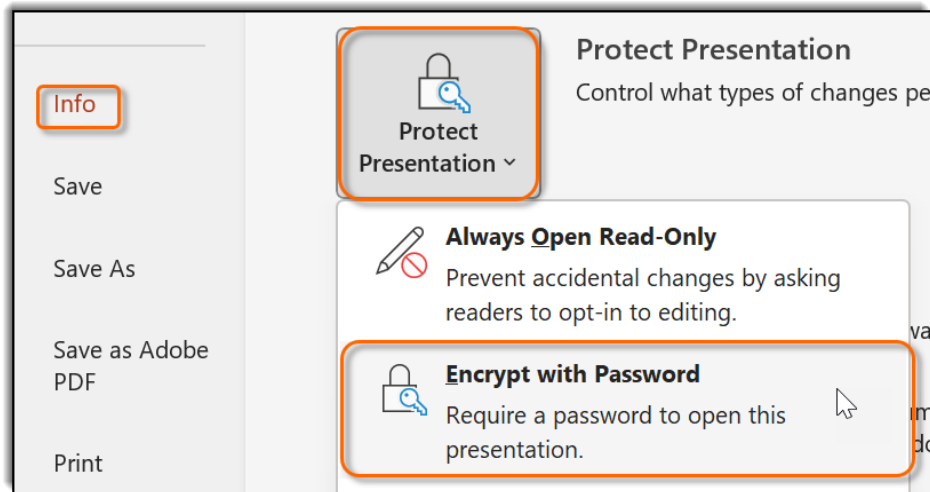 Info
Save
Save As
Save as Adobe
PDF
Print
Protect
Presentation
Protect Presentation
Control what types of changes pe
Always Open Read-Only
Prevent accidental changes by asking
readers to opt-in to editing.
Encrypt with Password
Require a password to open this
presentation.